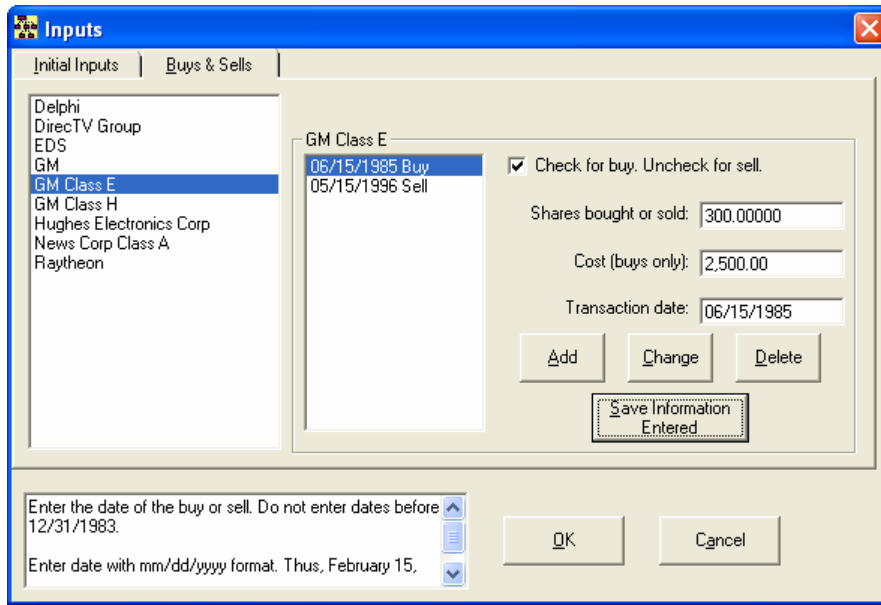 Inputs
Initial Inputs
Buys & Sells
Delphi
DirecTV Group
EDS
GM
GM Class E
GM Class H
Hughes Electronics Corp
News Corp Class A
Raytheon
GM Class E
06/15/1985 Buy
05/15/1996 Sell
Check for buy. Uncheck for sell.
Shares bought or sold: 300.00000
Cost (buys only): 2,500.00
Transaction date: 06/15/1985
Add
Change
Delete
Save Information
Entered
Enter the date of the buy or sell. Do not enter dates before
12/31/1983.
Enter date with mm/dd/yyyy format. Thus, February 15,
OK
Cancel